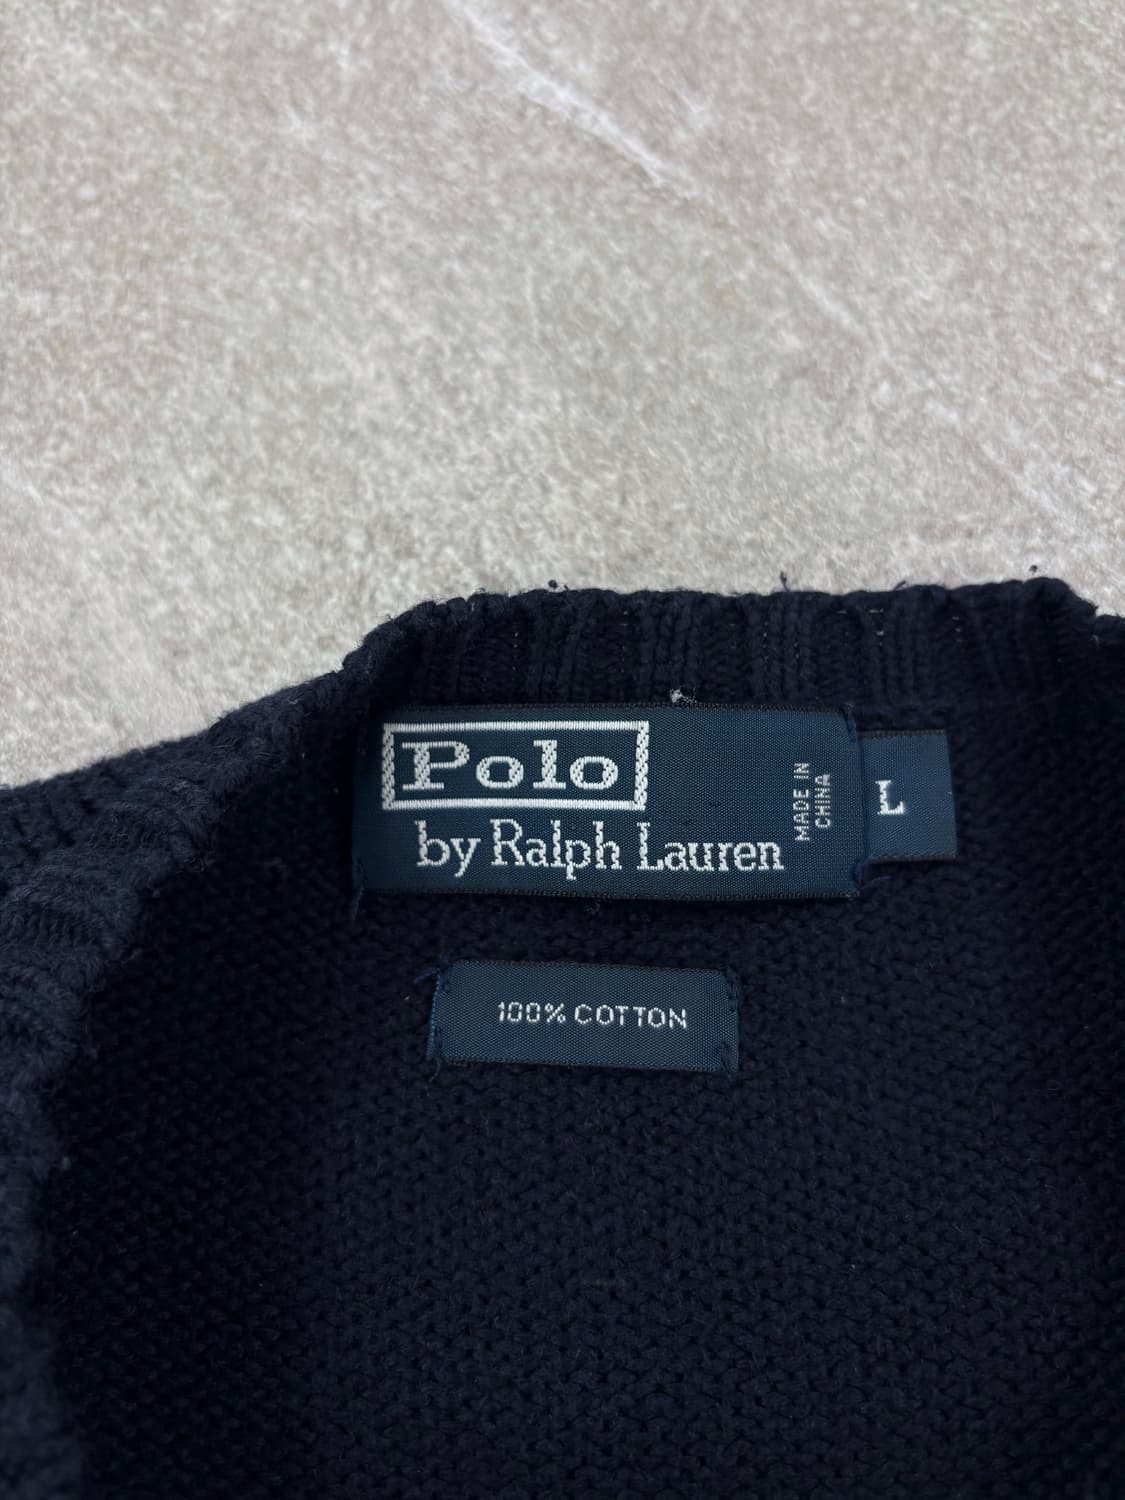 Polo
by Ralph Lauren
MADE IN
CHINA
L
100% COTTON